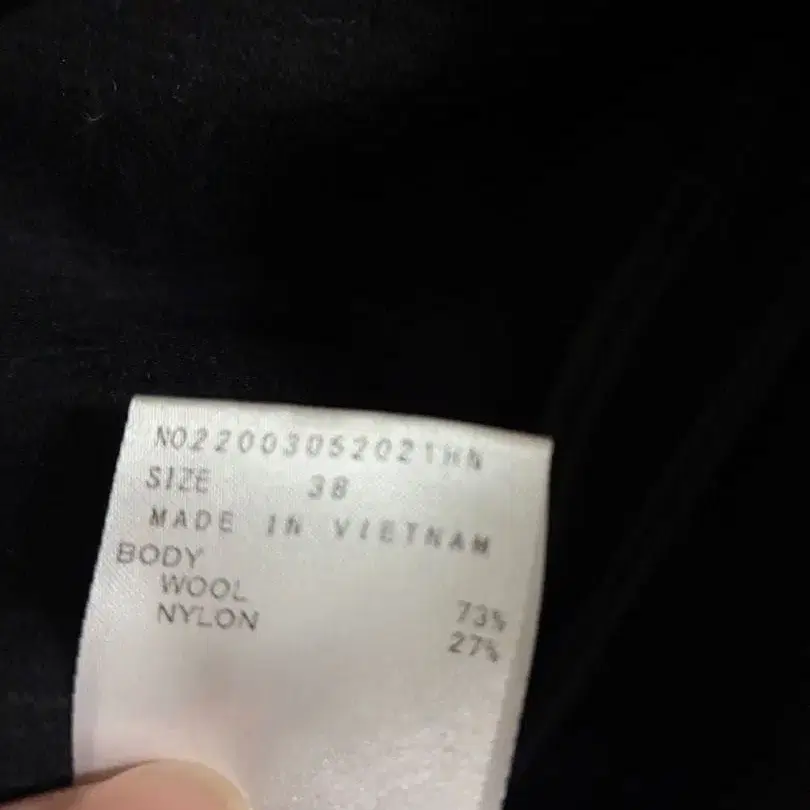 NO22003052021HN
SIZE 38
MADE IN VIETNAM
BODY
WOOL 73%
NYLON 27%